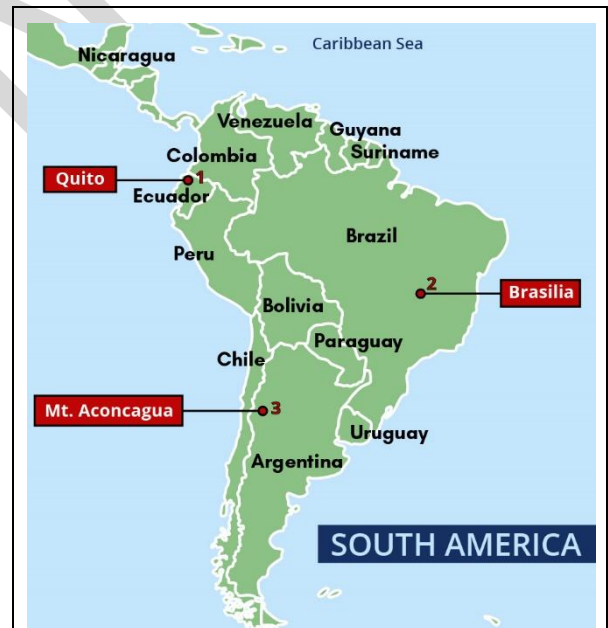 Caribbean Sea
Nicaragua
Venezuela
Guyana
Suriname
Colombia
Quito
1
Ecuador
Brazil
Peru
2
Brasilia
Bolivia
Paraguay
Chile
Mt. Aconcagua
3
Uruguay
Argentina
SOUTH AMERICA